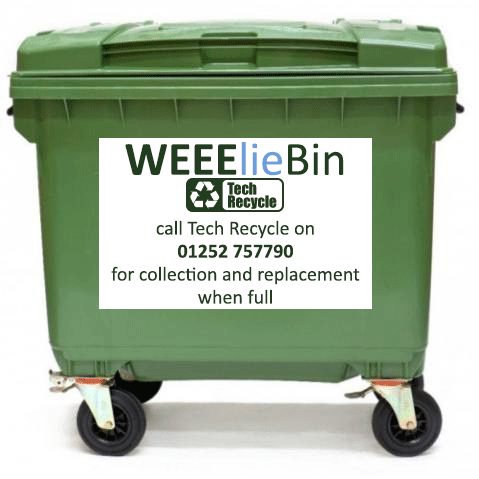 WEEElieBin
Tech
Recycle
call Tech Recycle on
01252 757790
for collection and replacement
when full